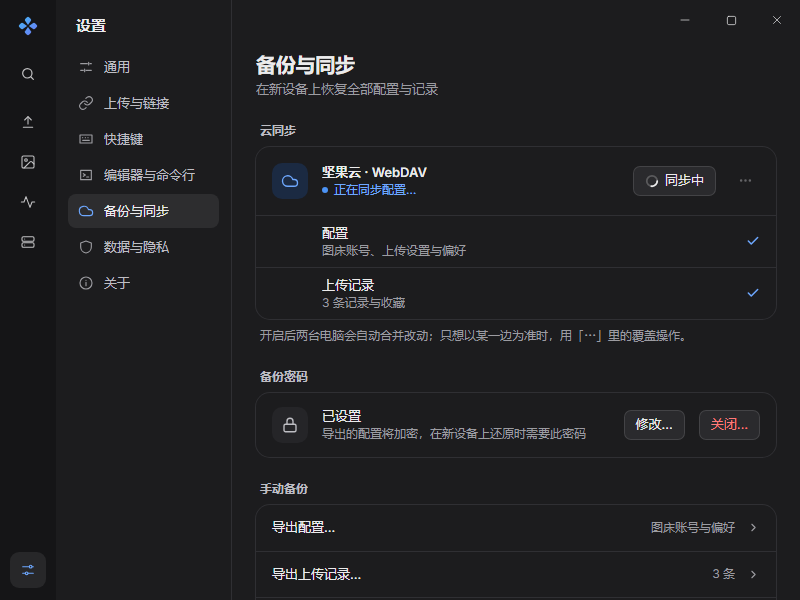 设置
通用
上传与链接
快捷键
编辑器与命令行
备份与同步
数据与隐私
关于
备份与同步
在新设备上恢复全部配置与记录
云同步
坚果云 · WebDAV
正在同步配置...
同步中
配置
图床账号、上传设置与偏好
上传记录
3 条记录与收藏
开启后两台电脑会自动合并改动；只想以某一边为准时，用「···」里的覆盖操作。
备份密码
已设置
导出的配置将加密，在新设备上还原时需要此密码
修改...
关闭...
手动备份
导出配置...
图床账号与偏好
导出上传记录...
3 条